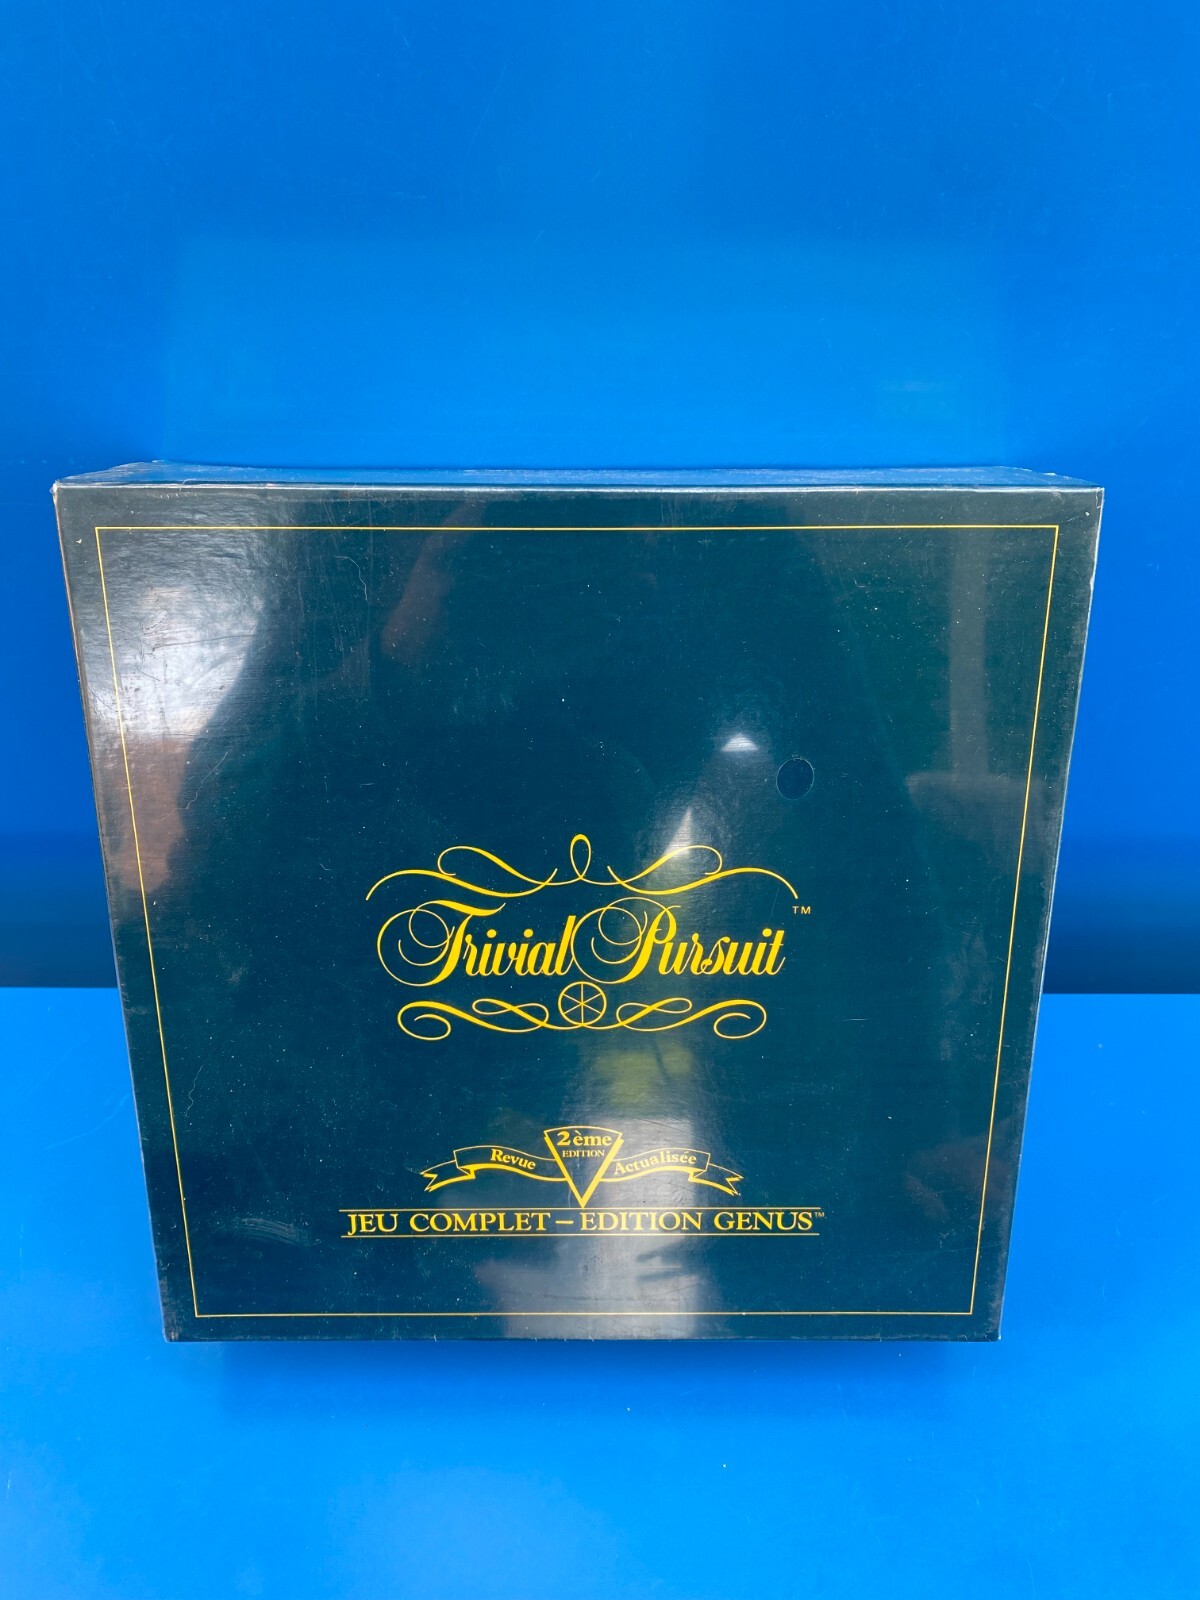 Trivial Pursuit™
2ème
EDITION
Revue Actualisée
JEU COMPLET – EDITION GENUS™